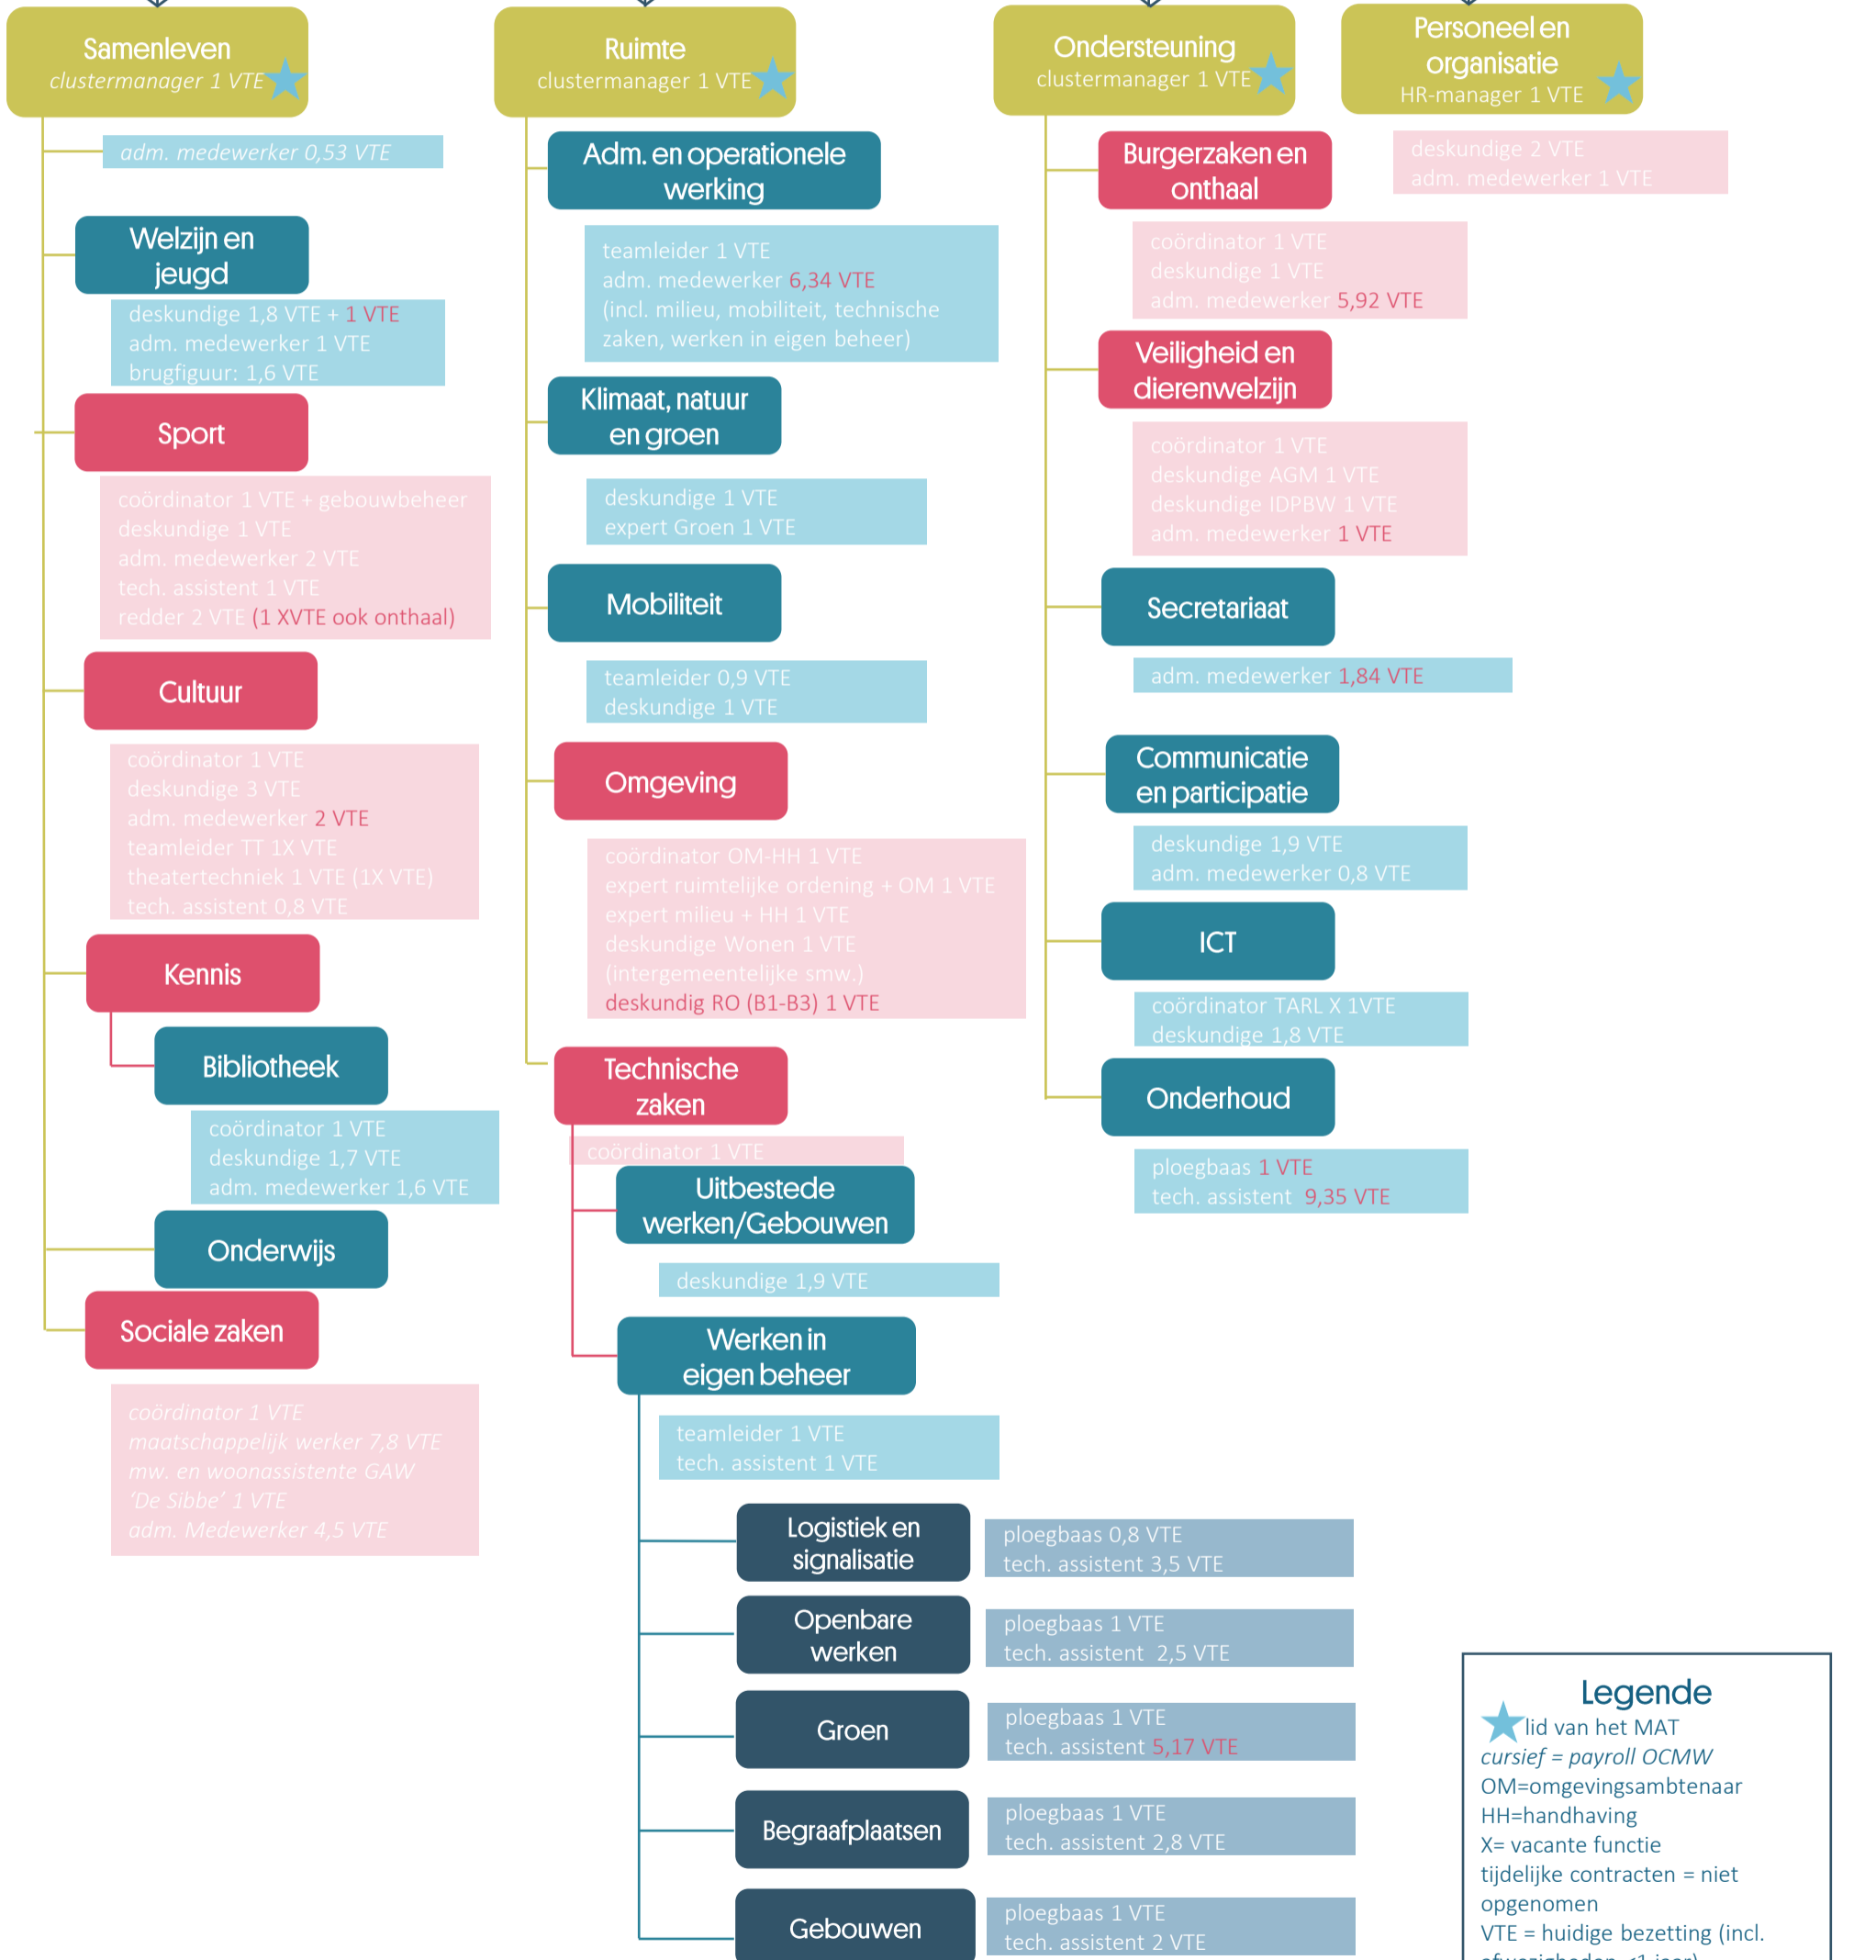 Samenleven
clustermanager 1 VTE
adm. medewerker 0,53 VTE
Welzijn en
jeugd
deskundige 1,8 VTE + 1 VTE
adm. medewerker 1 VTE
brugfiguur: 1,6 VTE
Sport
coördinator 1 VTE + gebouwbeheer
deskundige 1 VTE
adm. medewerker 2 VTE
tech. assistent 1 VTE
redder 2 VTE (1 XVTE ook onthaal)
Cultuur
coördinator 1 VTE
deskundige 3 VTE
adm. medewerker 2 VTE
teamleider TT 1X VTE
theatertechniek 1 VTE (1X VTE)
tech. assistent 0,8 VTE
Kennis
Bibliotheek
coördinator 1 VTE
deskundige 1,7 VTE
adm. medewerker 1,6 VTE
Onderwijs
Sociale zaken
coördinator 1 VTE
maatschappelijk werker 7,8 VTE
mw. en woonassistente GAW
‘De Sibbe’ 1 VTE
adm. Medewerker 4,5 VTE
Ruimte
clustermanager 1 VTE
Adm. en operationele
werking
teamleider 1 VTE
adm. medewerker 6,34 VTE
(incl. milieu, mobiliteit, technische
zaken, werken in eigen beheer)
Klimaat, natuur
en groen
deskundige 1 VTE
expert Groen 1 VTE
Mobiliteit
teamleider 0,9 VTE
deskundige 1 VTE
Omgeving
coördinator OM-HH 1 VTE
expert ruimtelijke ordening + OM 1 VTE
expert milieu + HH 1 VTE
deskundige Wonen 1 VTE
(intergemeentelijke smw.)
deskundig RO (B1-B3) 1 VTE
Technische
zaken
coördinator 1 VTE
Uitbestede
werken/Gebouwen
deskundige 1,9 VTE
Werken in
eigen beheer
teamleider 1 VTE
tech. assistent 1 VTE
Logistiek en
signalisatie
ploegbaas 0,8 VTE
tech. assistent 3,5 VTE
Openbare
werken
ploegbaas 1 VTE
tech. assistent 2,5 VTE
Groen
ploegbaas 1 VTE
tech. assistent 5,17 VTE
Begraafplaatsen
ploegbaas 1 VTE
tech. assistent 2,8 VTE
Gebouwen
ploegbaas 1 VTE
tech. assistent 2 VTE
Ondersteuning
clustermanager 1 VTE
Burgerzaken en
onthaal
coördinator 1 VTE
deskundige 1 VTE
adm. medewerker 5,92 VTE
Veiligheid en
dierenwelzijn
coördinator 1 VTE
deskundige AGM 1 VTE
deskundige IDPBW 1 VTE
adm. medewerker 1 VTE
Secretariaat
adm. medewerker 1,84 VTE
Communicatie
en participatie
deskundige 1,9 VTE
adm. medewerker 0,8 VTE
ICT
coördinator TARL X 1VTE
deskundige 1,8 VTE
Onderhoud
ploegbaas 1 VTE
tech. assistent 9,35 VTE
Personeel en
organisatie
HR-manager 1 VTE
deskundige 2 VTE
adm. medewerker 1 VTE
Legende
lid van het MAT
cursief = payroll OCMW
OM=omgevingsambtenaar
HH=handhaving
X= vacante functie
tijdelijke contracten = niet
opgenomen
VTE = huidige bezetting (incl.